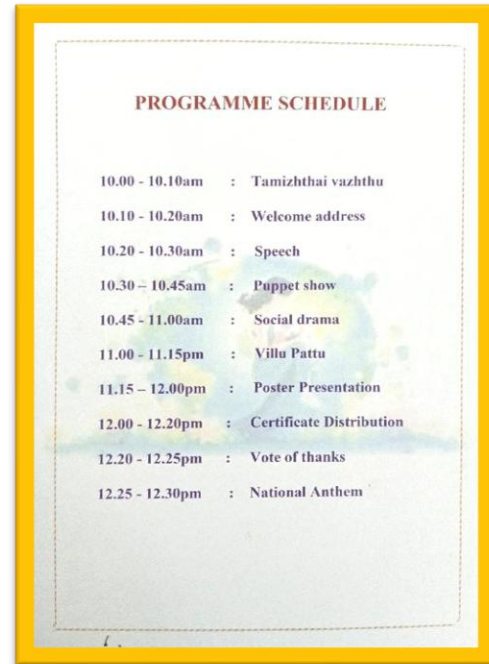 PROGRAMME SCHEDULE
10.00 - 10.10am : Tamizhthai vazhthu
10.10 - 10.20am : Welcome address
10.20 - 10.30am : Speech
10.30 – 10.45am : Puppet show
10.45 - 11.00am : Social drama
11.00 - 11.15pm : Villu Pattu
11.15 – 12.00pm : Poster Presentation
12.00 - 12.20pm : Certificate Distribution
12.20 - 12.25pm : Vote of thanks
12.25 - 12.30pm : National Anthem